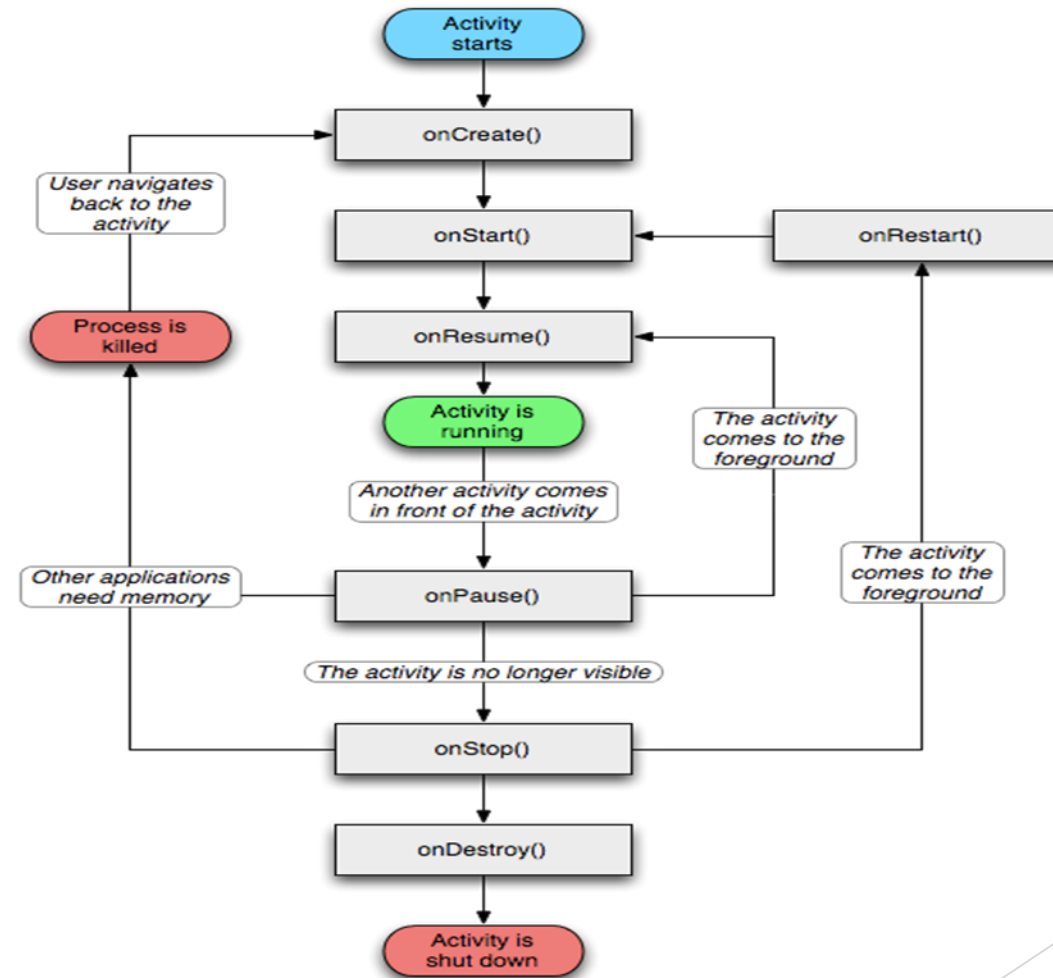 Activity
starts
onCreate()
User navigates
back to the
activity
onStart()
onRestart()
Process is
killed
onResume()
Activity is
running
The activity
comes to the
foreground
Another activity comes
in front of the activity
The activity
comes to the
foreground
Other applications
need memory
onPause()
The activity is no longer visible
onStop()
onDestroy()
Activity is
shut down